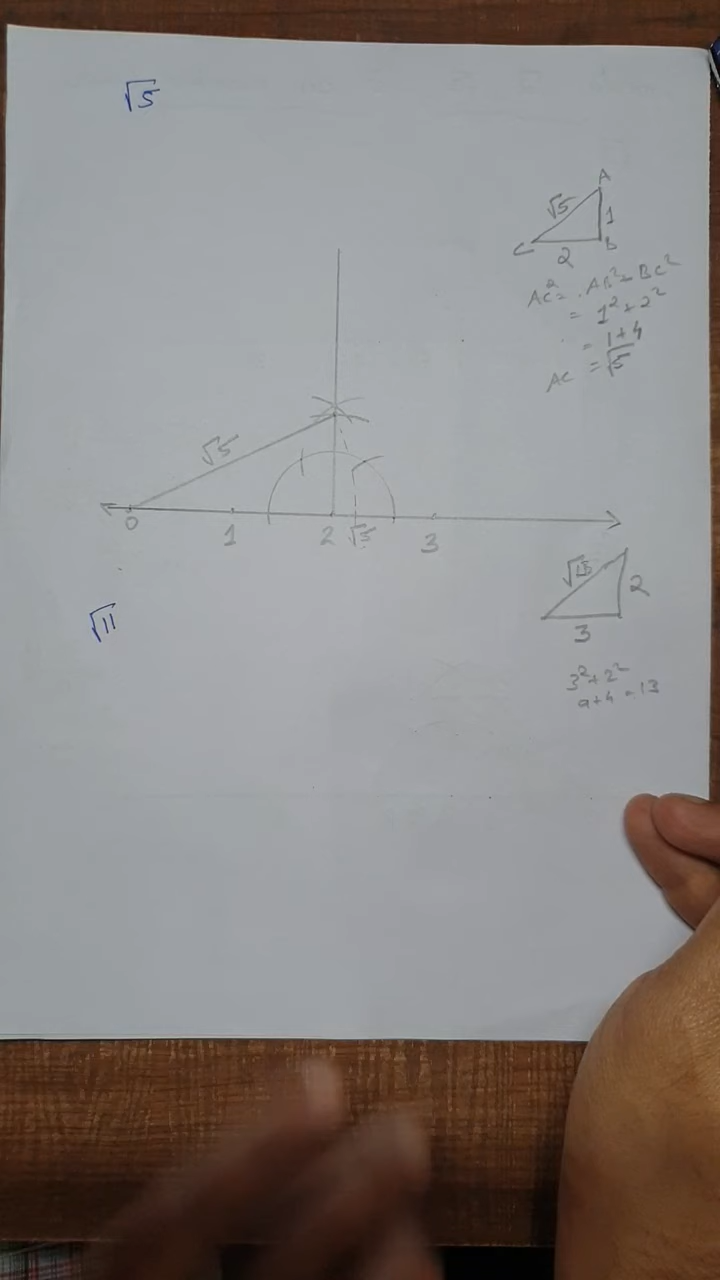 √5
A
√5
1
C
2
B
AC² = AB² + BC²
= 1² + 2²
= 1 + 4
AC = √5
√5
0 1 2 √5 3
√11
2
3
3² + 2²
9 + 4 = 13